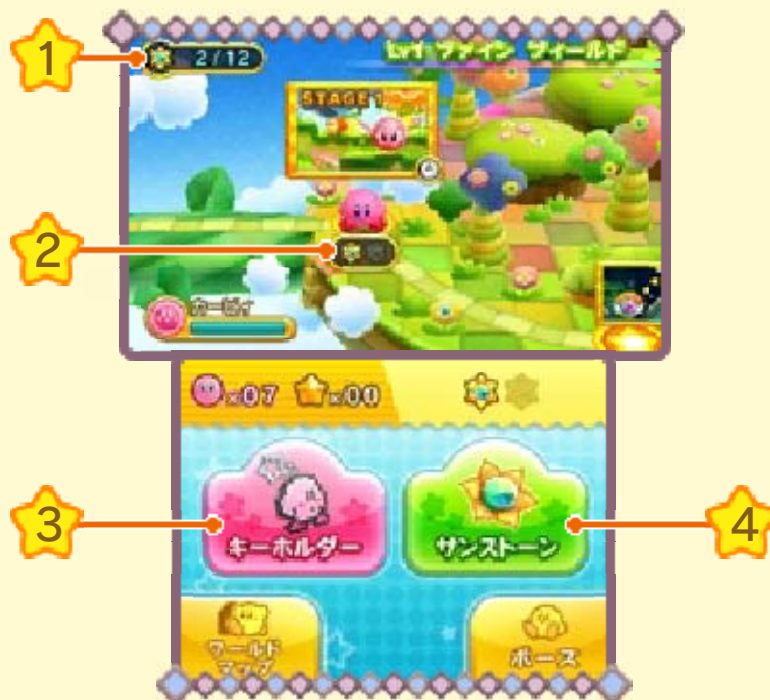 1
2/12
Lv1 ファイン フィールド
STAGE 1
2
カービィ
×07
×00
3
4
キーホルダー
サンストーン
ワールド
マップ
ポーズ